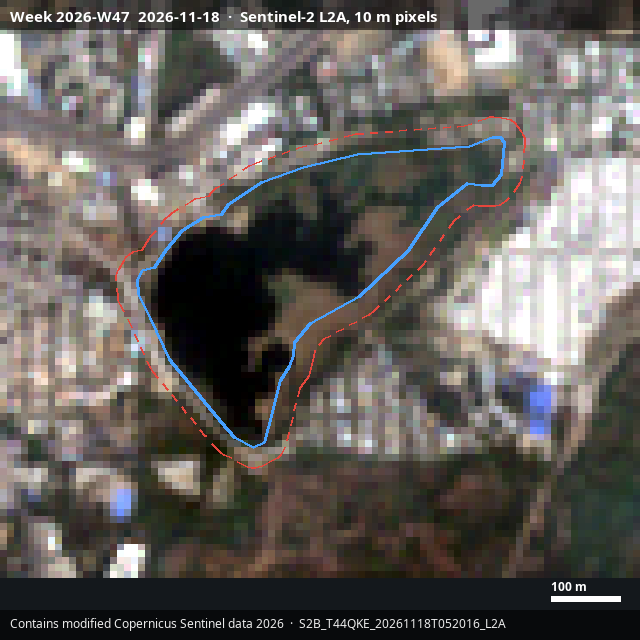 Week 2026-W47  2026-11-18  ·  Sentinel-2 L2A, 10 m pixels
100 m
Contains modified Copernicus Sentinel data 2026  ·  S2B_T44QKE_20261118T052016_L2A